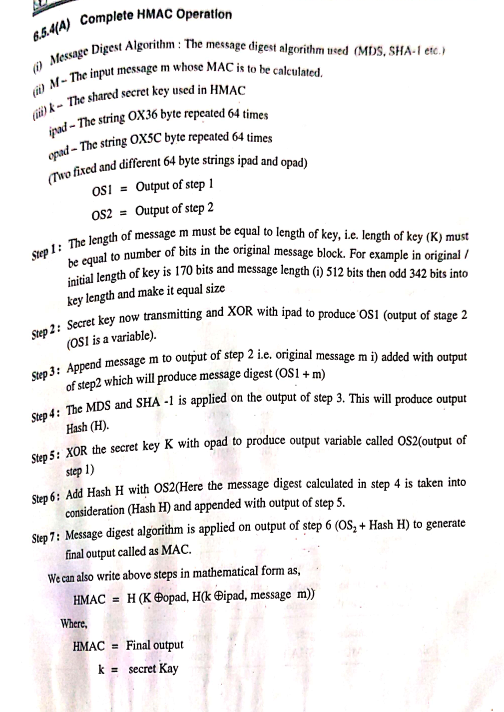 6.5.4(A) Complete HMAC Operation
(i) Message Digest Algorithm : The message digest algorithm used (MDS, SHA-1 etc.)
(ii) M – The input message m whose MAC is to be calculated.
(iii) k – The shared secret key used in HMAC
ipad – The string OX36 byte repeated 64 times
opad – The string OX5C byte repeated 64 times
(Two fixed and different 64 byte strings ipad and opad)
OS1 = Output of step 1
OS2 = Output of step 2
Step 1 : The length of message m must be equal to length of key, i.e. length of key (K) must
be equal to number of bits in the original message block. For example in original /
initial length of key is 170 bits and message length (i) 512 bits then odd 342 bits into
key length and make it equal size
Step 2 : Secret key now transmitting and XOR with ipad to produce OS1 (output of stage 2
(OS1 is a variable).
Step 3 : Append message m to output of step 2 i.e. original message m i) added with output
of step2 which will produce message digest (OS1 + m)
Step 4 : The MDS and SHA -1 is applied on the output of step 3. This will produce output
Hash (H).
Step 5 : XOR the secret key K with opad to produce output variable called OS2(output of
step 1)
Step 6 : Add Hash H with OS2(Here the message digest calculated in step 4 is taken into
consideration (Hash H) and appended with output of step 5.
Step 7 : Message digest algorithm is applied on output of step 6 (OS₂ + Hash H) to generate
final output called as MAC.
We can also write above steps in mathematical form as,
HMAC = H (K ⊕opad, H(k ⊕ipad, message m))
Where,
HMAC = Final output
k = secret Kay